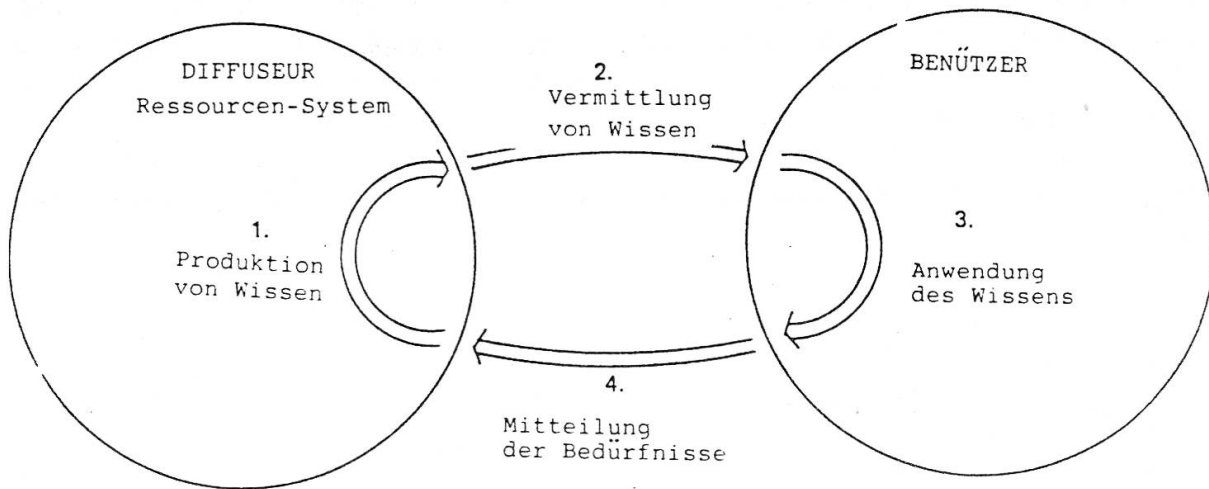 DIFFUSEUR
Ressourcen-System
1.
Produktion
von Wissen
2.
Vermittlung
von Wissen
BENÜTZER
3.
Anwendung
des Wissens
4.
Mitteilung
der Bedürfnisse